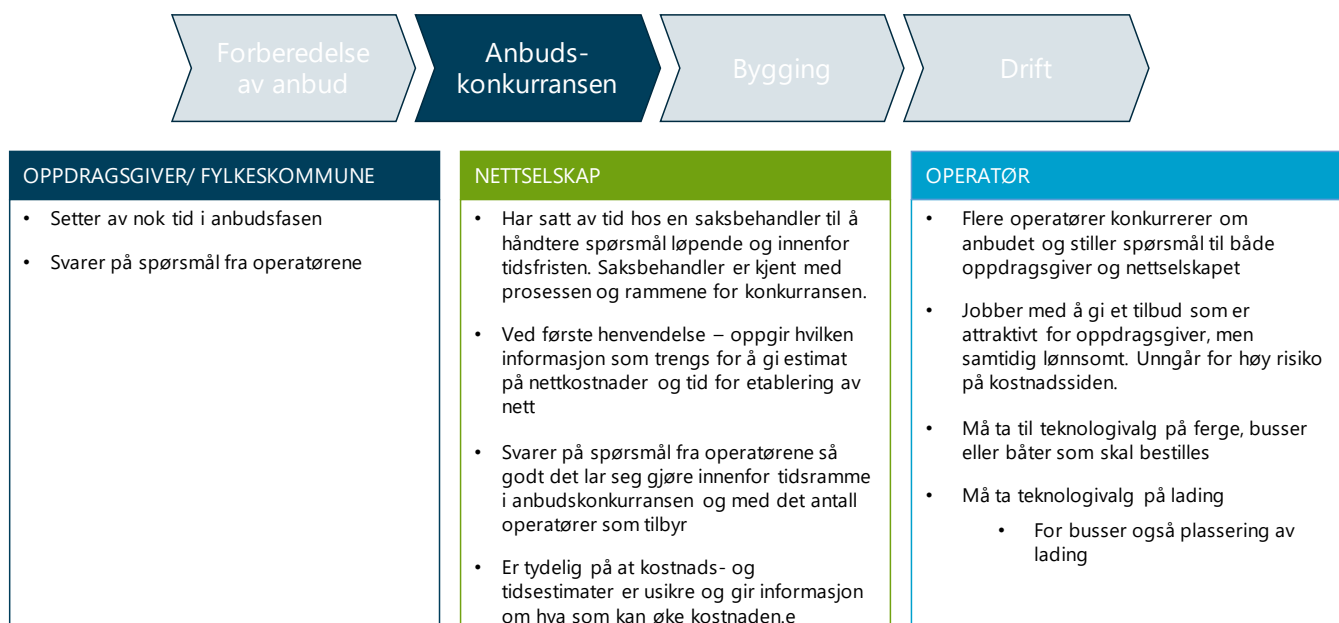 Forberedelse
av anbud
Anbuds-
konkurransen
Bygging
Drift
OPPDRAGSGIVER/ FYLKESKOMMUNE
• Setter av nok tid i anbudsfasen
• Svarer på spørsmål fra operatørene
NETTSELSKAP
• Har satt av tid hos en saksbehandler til å
håndtere spørsmål løpende og innenfor
tidsfristen. Saksbehandler er kjent med
prosessen og rammene for konkurransen.
• Ved første henvendelse – oppgir hvilken
informasjon som trengs for å gi estimat
på nettkostnader og tid for etablering av
nett
• Svarer på spørsmål fra operatørene så
godt det lar seg gjøre innenfor tidsramme
i anbudskonkurransen og med det antall
operatører som tilbyr
• Er tydelig på at kostnads- og
tidsestimater er usikre og gir informasjon
om hva som kan øke kostnaden.e
OPERATØR
• Flere operatører konkurrerer om
anbudet og stiller spørsmål til både
oppdragsgiver og nettselskapet
• Jobber med å gi et tilbud som er
attraktivt for oppdragsgiver, men
samtidig lønnsomt. Unngår for høy risiko
på kostnadssiden.
• Må ta til teknologivalg på ferge, busser
eller båter som skal bestilles
• Må ta teknologivalg på lading
• For busser også plassering av
lading